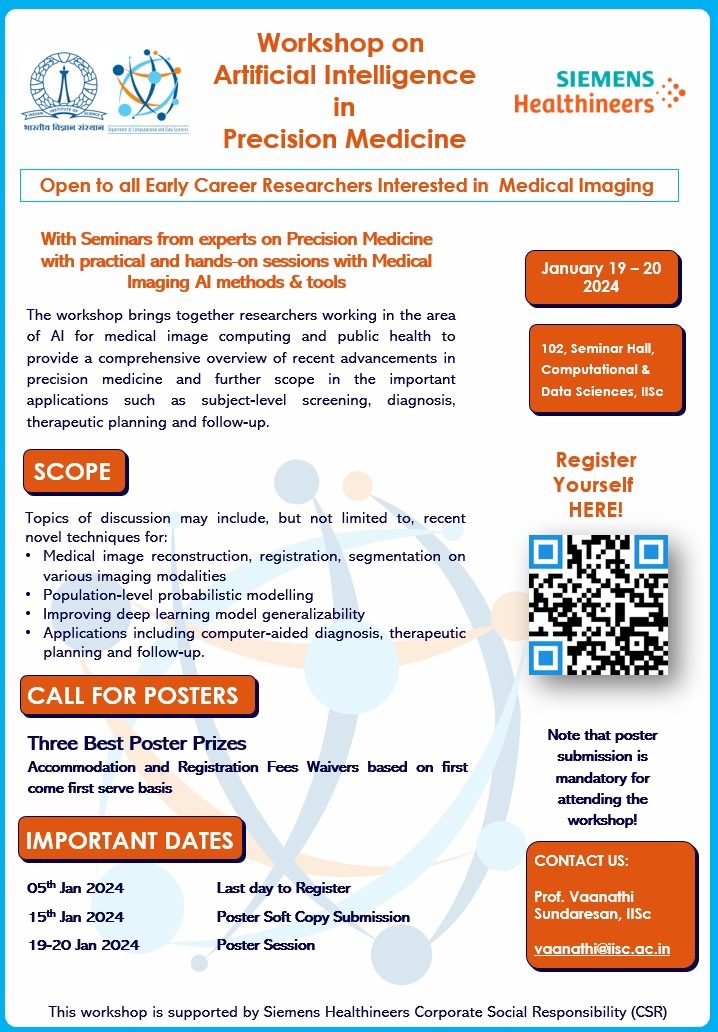 Workshop on
Artificial Intelligence
in
Precision Medicine
INDIAN INSTITUTE OF SCIENCE
भारतीय विज्ञान संस्थान
Department of Computational and Data Sciences
SIEMENS
Healthineers
Open to all Early Career Researchers Interested in Medical Imaging
With Seminars from experts on Precision Medicine
with practical and hands-on sessions with Medical
Imaging AI methods & tools
The workshop brings together researchers working in the area
of AI for medical image computing and public health to
provide a comprehensive overview of recent advancements in
precision medicine and further scope in the important
applications such as subject-level screening, diagnosis,
therapeutic planning and follow-up.
January 19 – 20
2024
102, Seminar Hall,
Computational &
Data Sciences, IISc
SCOPE
Topics of discussion may include, but not limited to, recent
novel techniques for:
• Medical image reconstruction, registration, segmentation on
various imaging modalities
• Population-level probabilistic modelling
• Improving deep learning model generalizability
• Applications including computer-aided diagnosis, therapeutic
planning and follow-up.
Register
Yourself
HERE!
CALL FOR POSTERS
Three Best Poster Prizes
Accommodation and Registration Fees Waivers based on first
come first serve basis
Note that poster
submission is
mandatory for
attending the
workshop!
IMPORTANT DATES
05th Jan 2024 Last day to Register
15th Jan 2024 Poster Soft Copy Submission
19-20 Jan 2024 Poster Session
CONTACT US:
Prof. Vaanathi
Sundaresan, IISc
vaanathi@iisc.ac.in
This workshop is supported by Siemens Healthineers Corporate Social Responsibility (CSR)